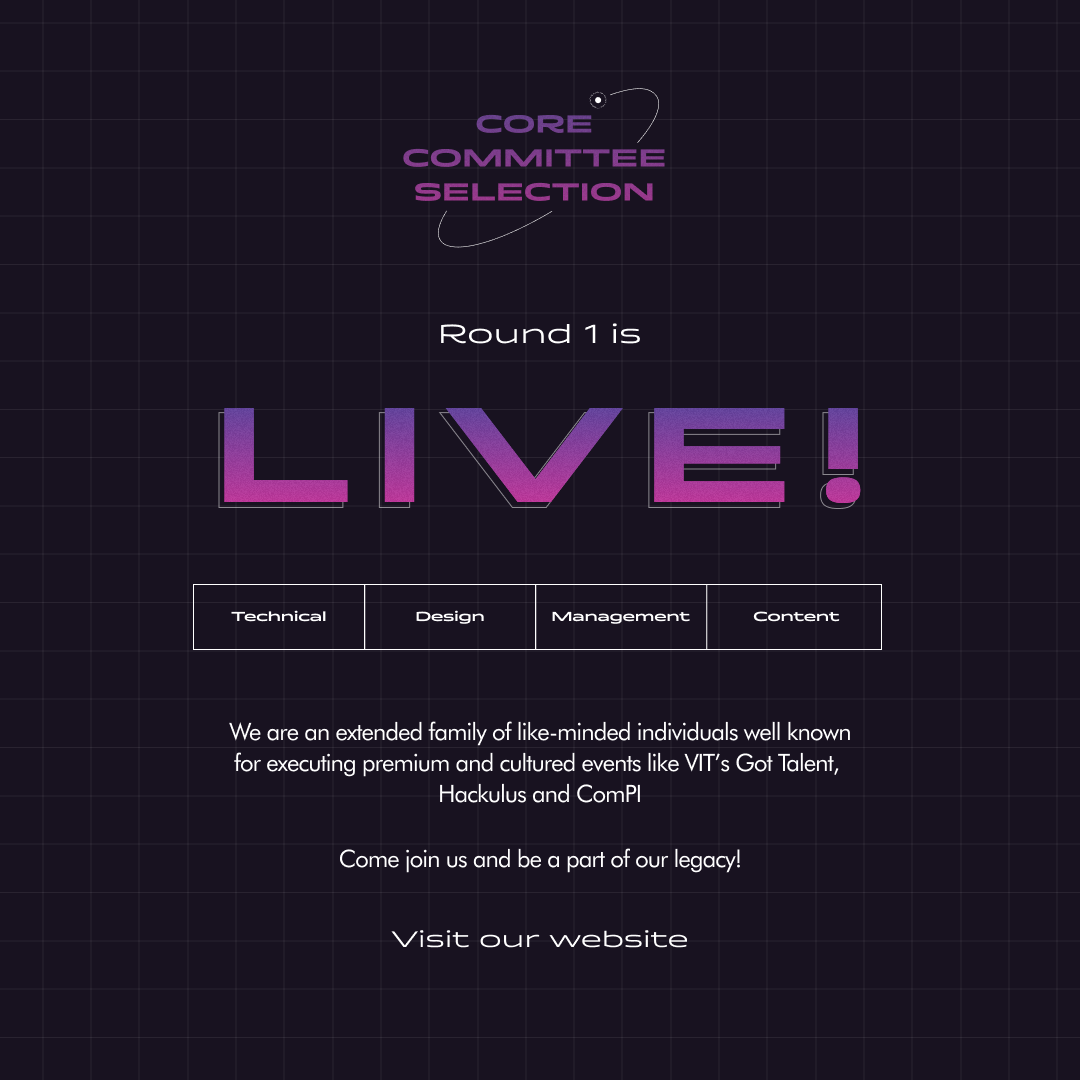 CORE
COMMITTEE
SELECTION
Round 1 is
LIVE!
Technical Design Management Content
We are an extended family of like-minded individuals well known
for executing premium and cultured events like VIT's Got Talent,
Hackulus and ComPI
Come join us and be a part of our legacy!
Visit our website